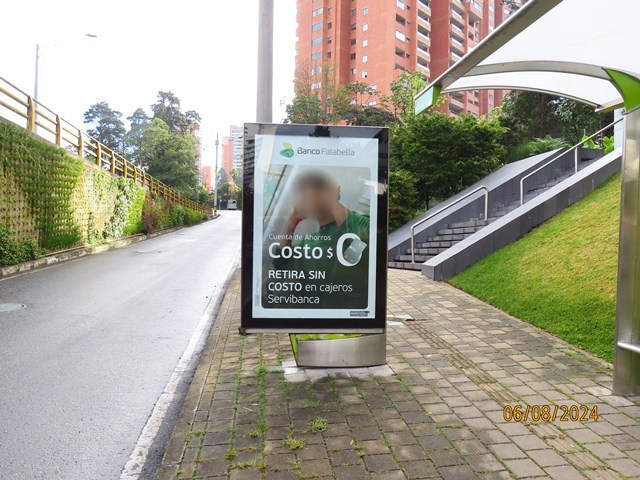 Banco Falabella
Cuenta de Ahorros
Costo $0
RETIRA SIN
COSTO en cajeros
Servibanca
06/08/2024